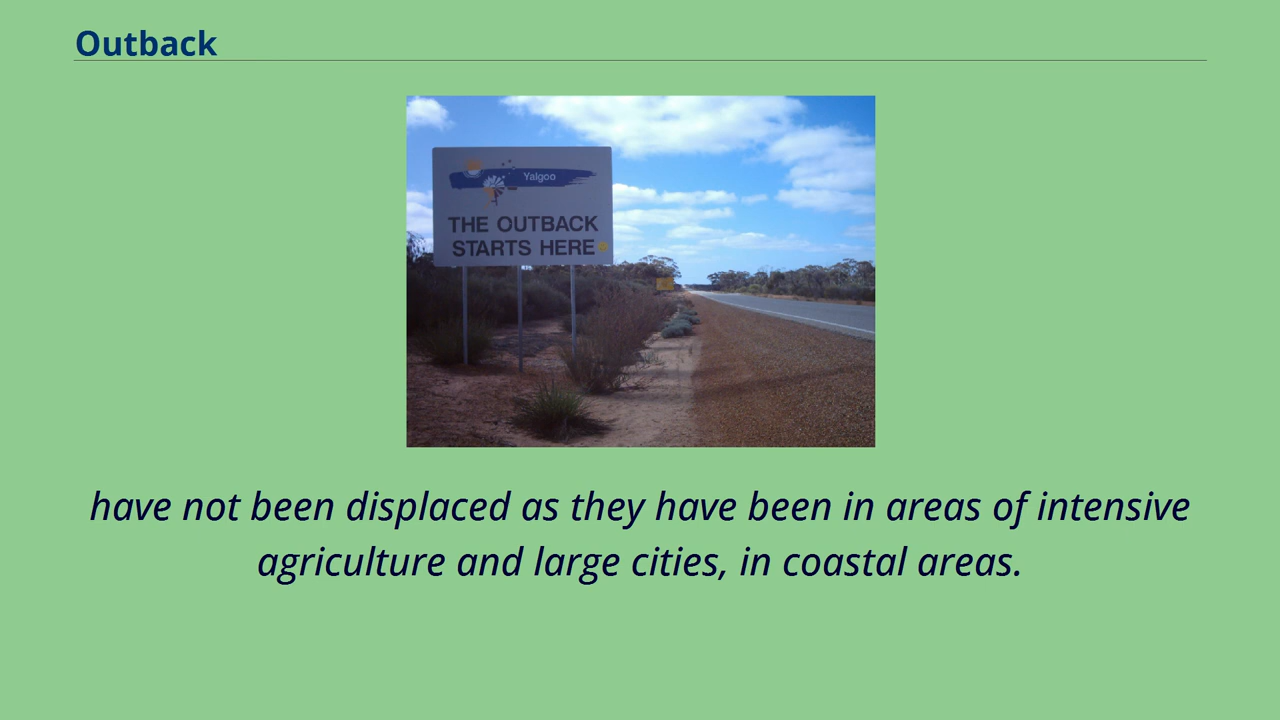 Outback
Yalgoo
THE OUTBACK
STARTS HERE
have not been displaced as they have been in areas of intensive
agriculture and large cities, in coastal areas.